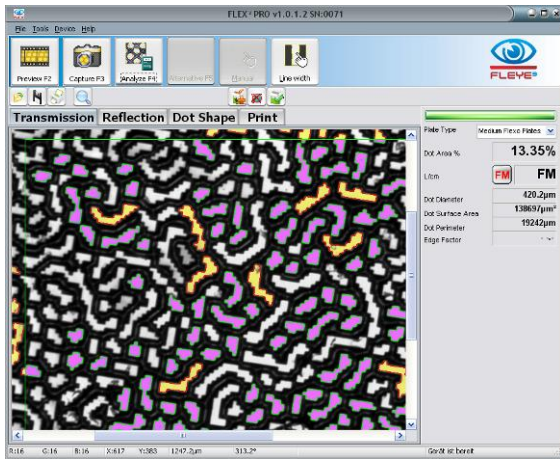 FLEX³ PRO v1.0.1.2 SN:0071
File Tools Device Help
Preview F2
Capture F3
Analyze F4
Alternative F5
Manual
Line width
FLEYE®
Transmission
Reflection
Dot Shape
Print
Plate Type
Medium Flexo Plates
Dot Area %
13.35%
L/cm
FM
FM
Dot Diameter
420.2µm
Dot Surface Area
138697µm²
Dot Perimeter
19242µm
Edge Factor
R:16 G:16 B:16 X:617 Y:383 1247.2µm 313.2° Gerät ist bereit